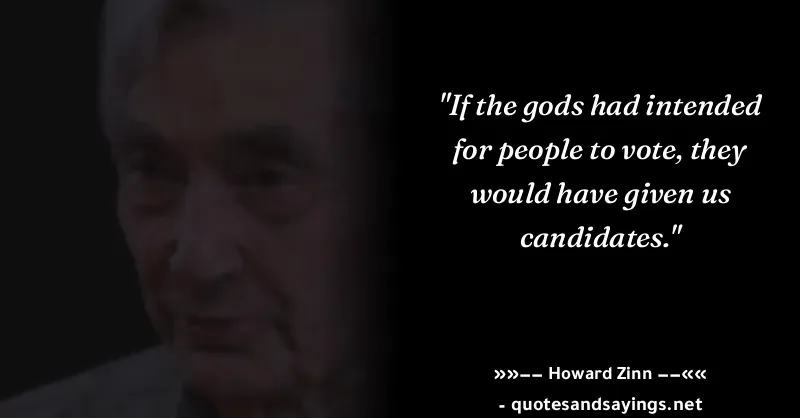 "If the gods had intended
for people to vote, they
would have given us
candidates."
»»−− Howard Zinn −−««
- quotesandsayings.net